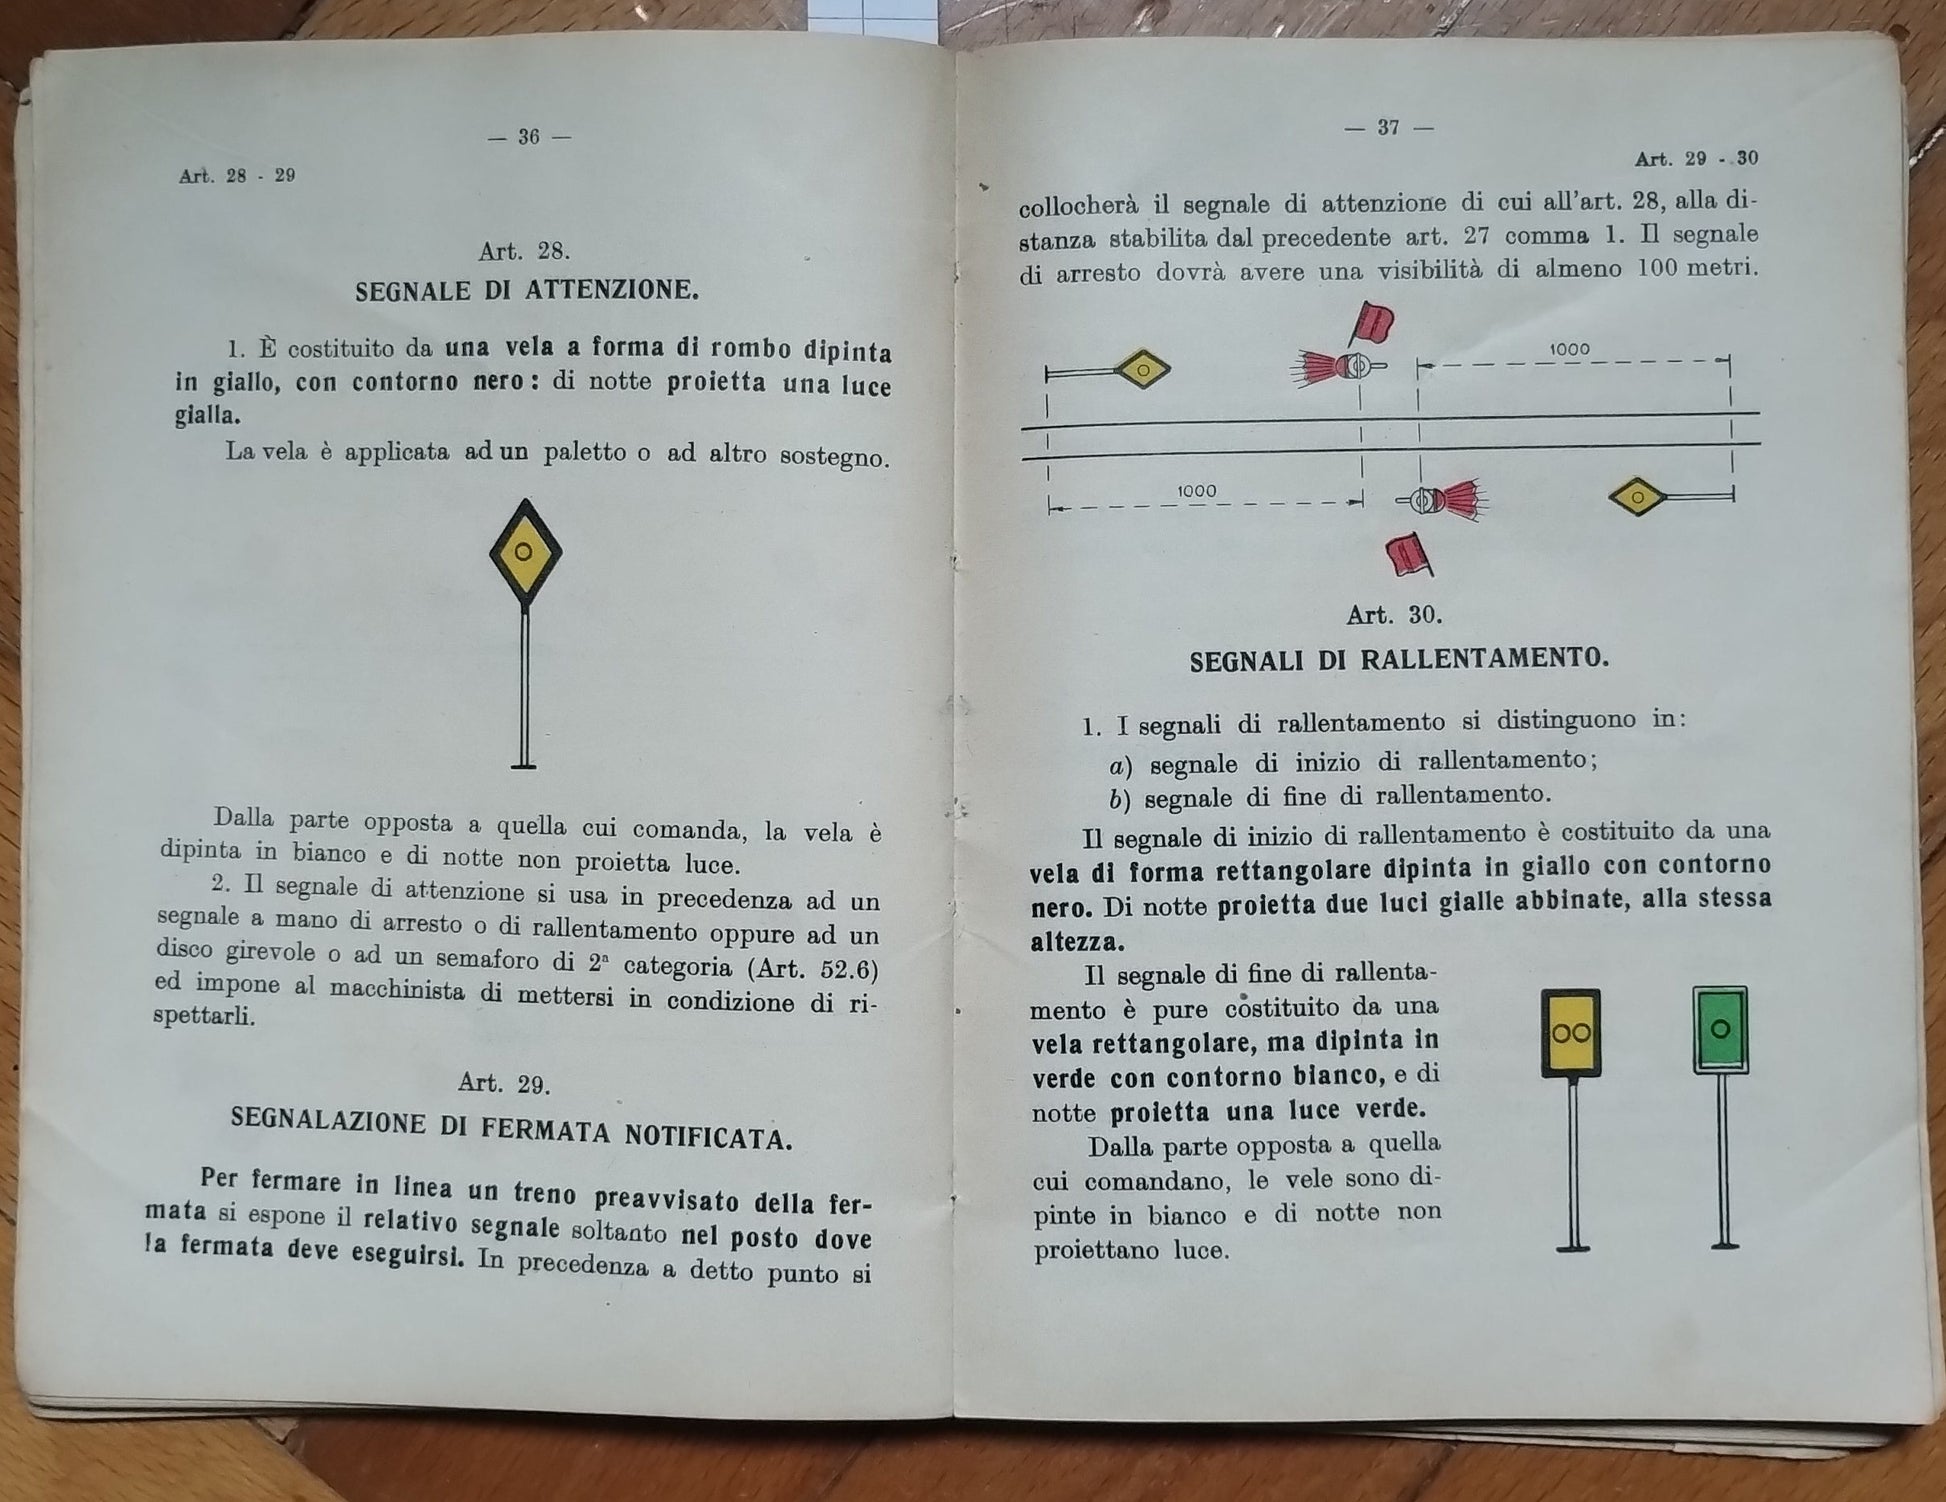 — 36 —
Art. 28 - 29
Art. 28.
SEGNALE DI ATTENZIONE.
1. È costituito da una vela a forma di rombo dipinta
in giallo, con contorno nero: di notte proietta una luce
gialla.
La vela è applicata ad un paletto o ad altro sostegno.
Dalla parte opposta a quella cui comanda, la vela è
dipinta in bianco e di notte non proietta luce.
2. Il segnale di attenzione si usa in precedenza ad un
segnale a mano di arresto o di rallentamento oppure ad un
disco girevole o ad un semaforo di 2ª categoria (Art. 52.6)
ed impone al macchinista di mettersi in condizione di ri-
spettarli.
Art. 29.
SEGNALAZIONE DI FERMATA NOTIFICATA.
Per fermare in linea un treno preavvisato della fer-
mata si espone il relativo segnale soltanto nel posto dove
la fermata deve eseguirsi. In precedenza a detto punto si
— 37 —
Art. 29 - 30
collocherà il segnale di attenzione di cui all'art. 28, alla di-
stanza stabilita dal precedente art. 27 comma 1. Il segnale
di arresto dovrà avere una visibilità di almeno 100 metri.
1000
1000
Art. 30.
SEGNALI DI RALLENTAMENTO.
1. I segnali di rallentamento si distinguono in:
a) segnale di inizio di rallentamento;
b) segnale di fine di rallentamento.
Il segnale di inizio di rallentamento è costituito da una
vela di forma rettangolare dipinta in giallo con contorno
nero. Di notte proietta due luci gialle abbinate, alla stessa
altezza.
Il segnale di fine di rallenta-
mento è pure costituito da una
vela rettangolare, ma dipinta in
verde con contorno bianco, e di
notte proietta una luce verde.
Dalla parte opposta a quella
cui comandano, le vele sono di-
pinte in bianco e di notte non
proiettano luce.